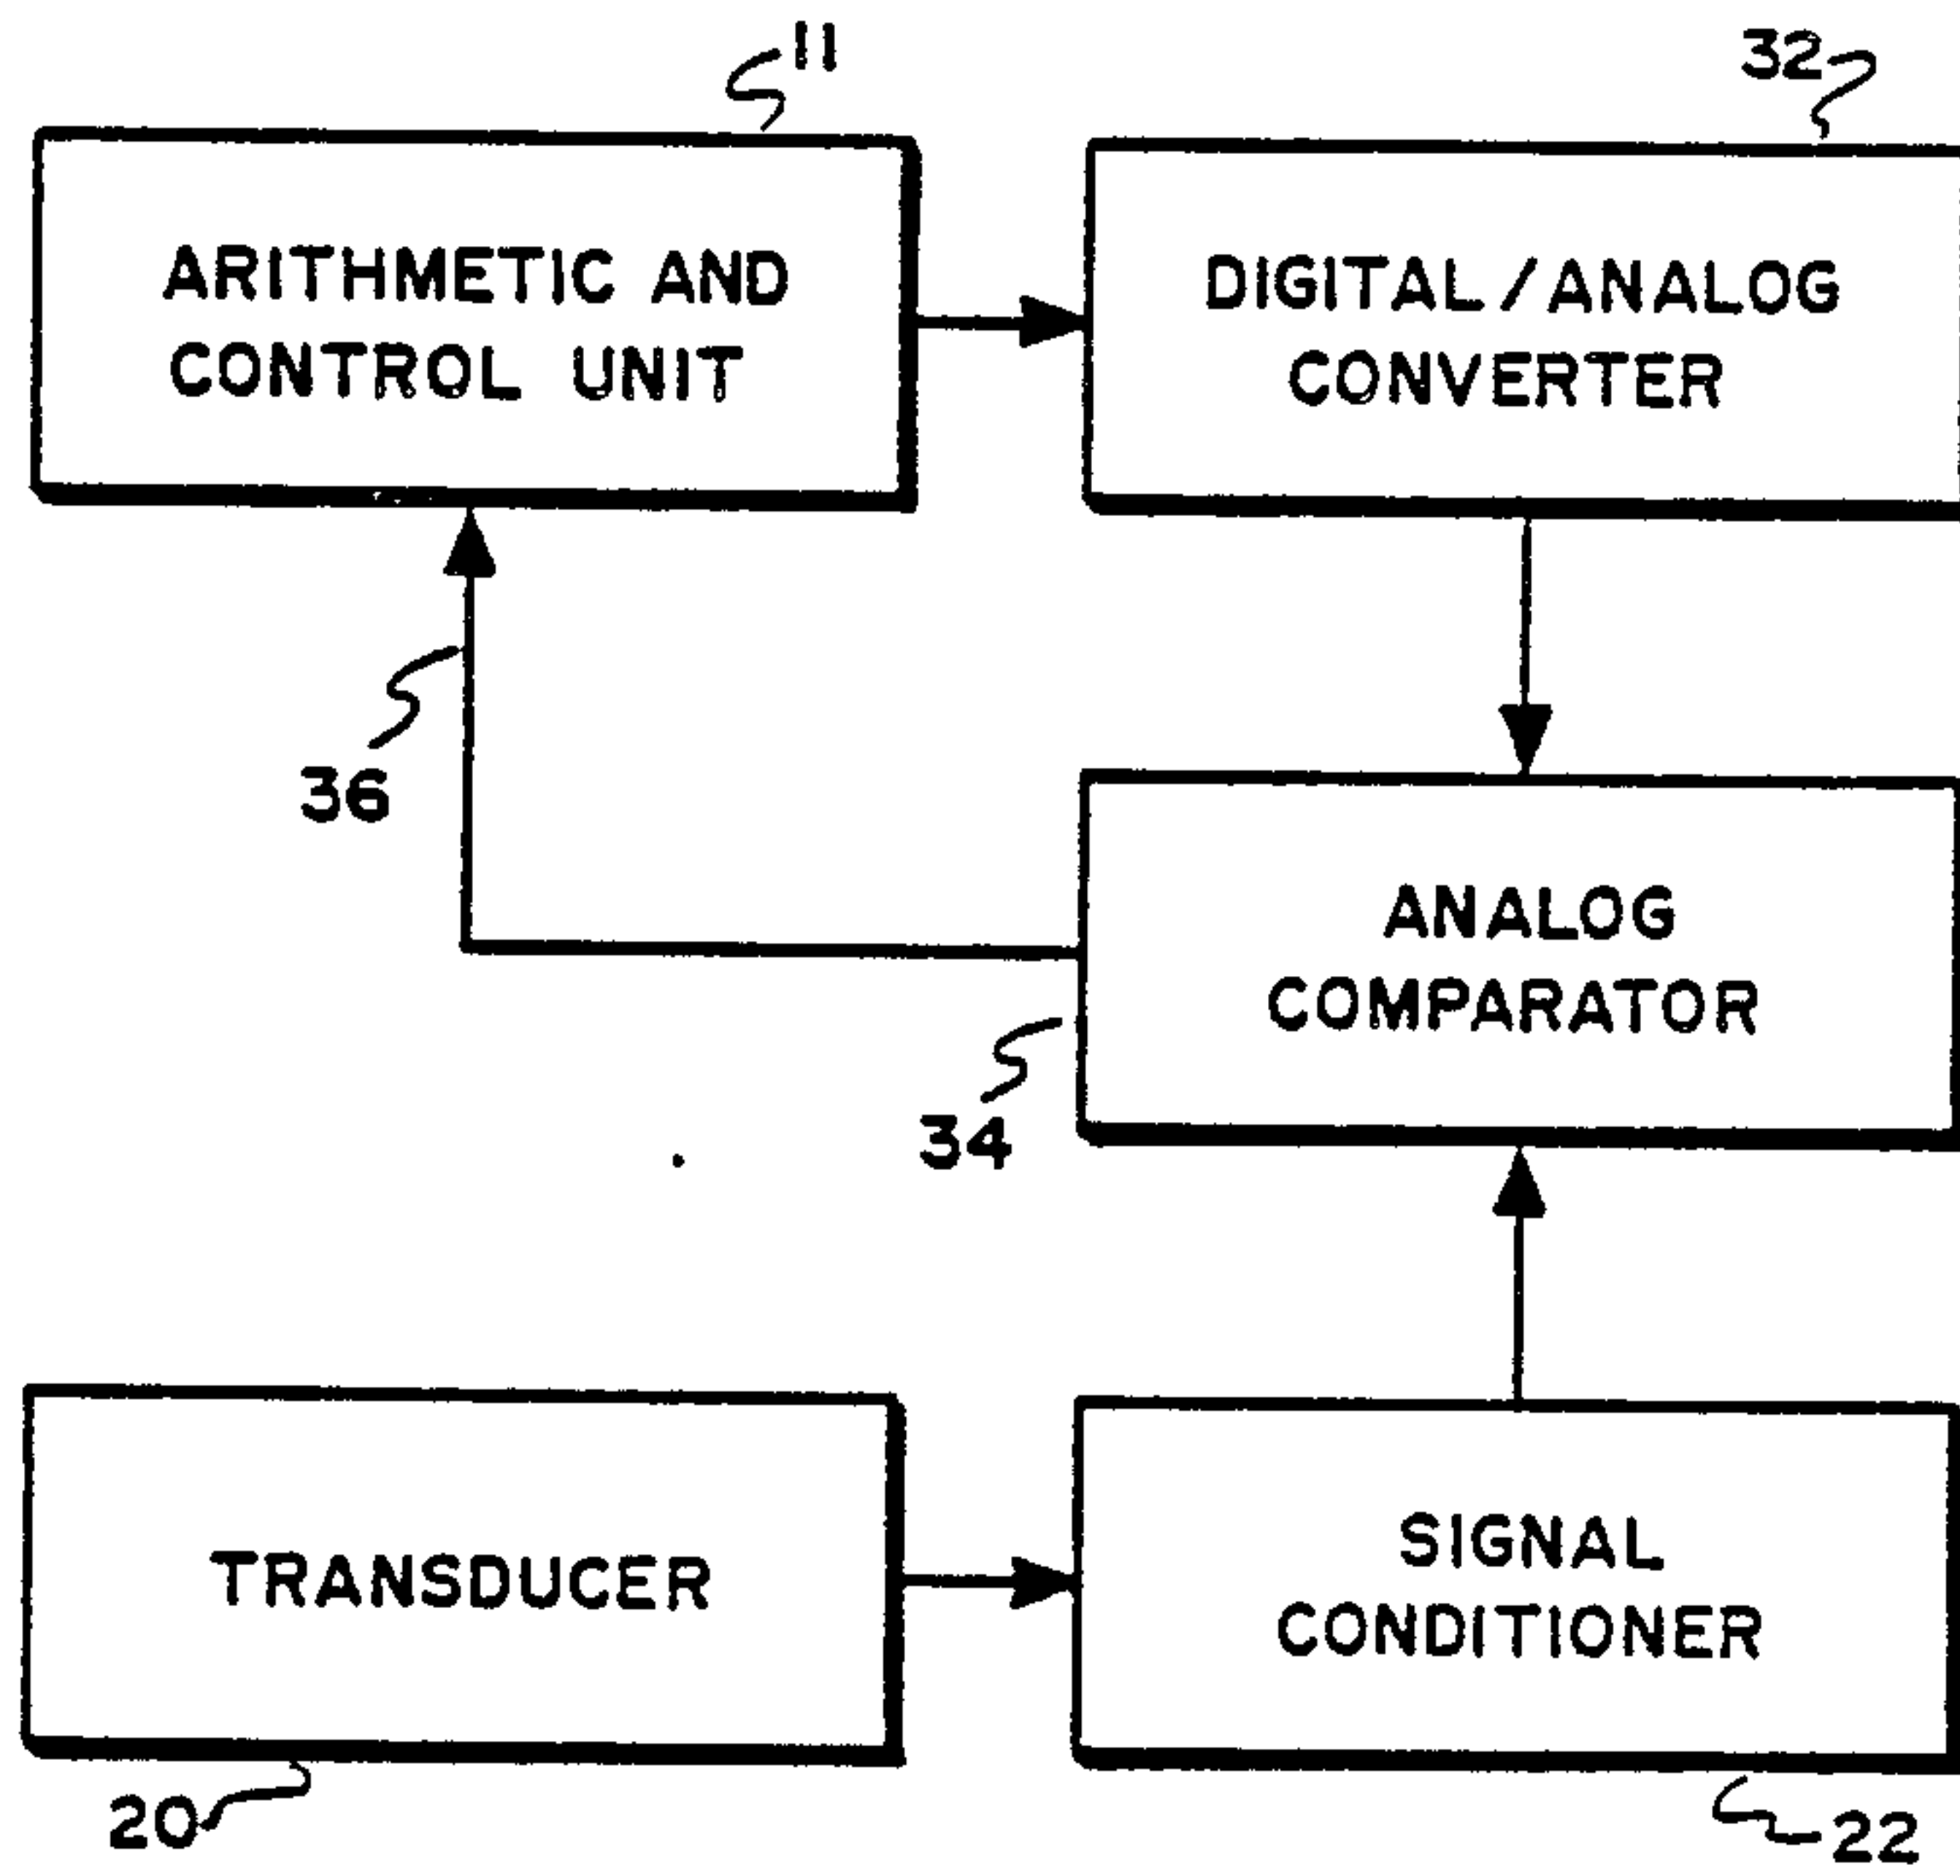 11
32
ARITHMETIC AND
CONTROL UNIT
DIGITAL/ANALOG
CONVERTER
36
ANALOG
COMPARATOR
34
TRANSDUCER
SIGNAL
CONDITIONER
20
22